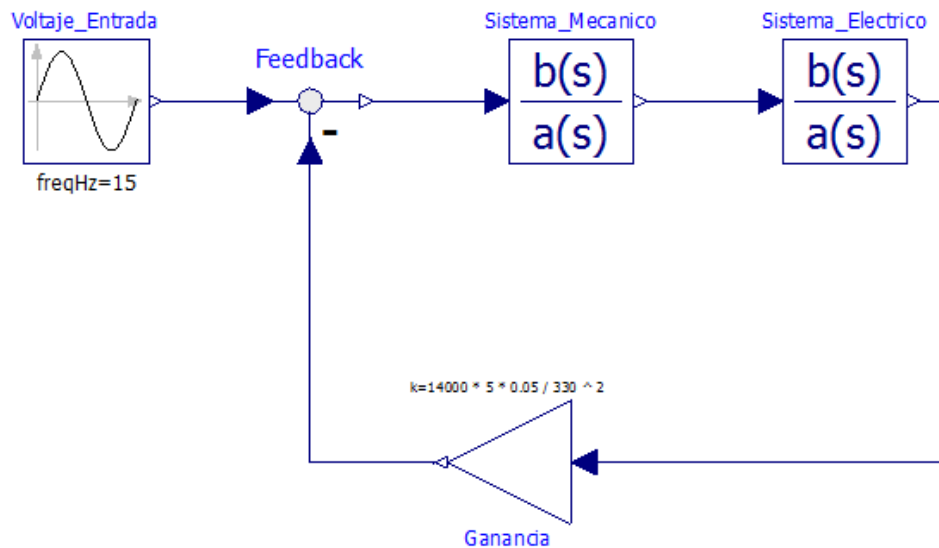 Voltaje_Entrada
Sistema_Mecanico
Sistema_Electrico
Feedback
b(s)
a(s)
b(s)
a(s)
-
freqHz=15
k=14000 * 5 * 0.05 / 330 ^ 2
Ganancia